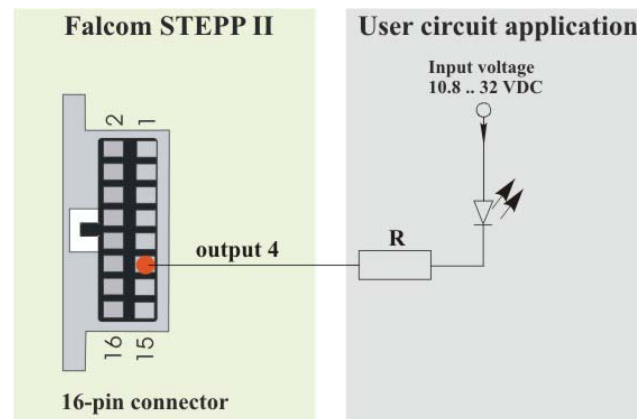 Falcom STEPP II
User circuit application
Input voltage
10.8 .. 32 VDC
2
1
output 4
R
16
15
16-pin connector